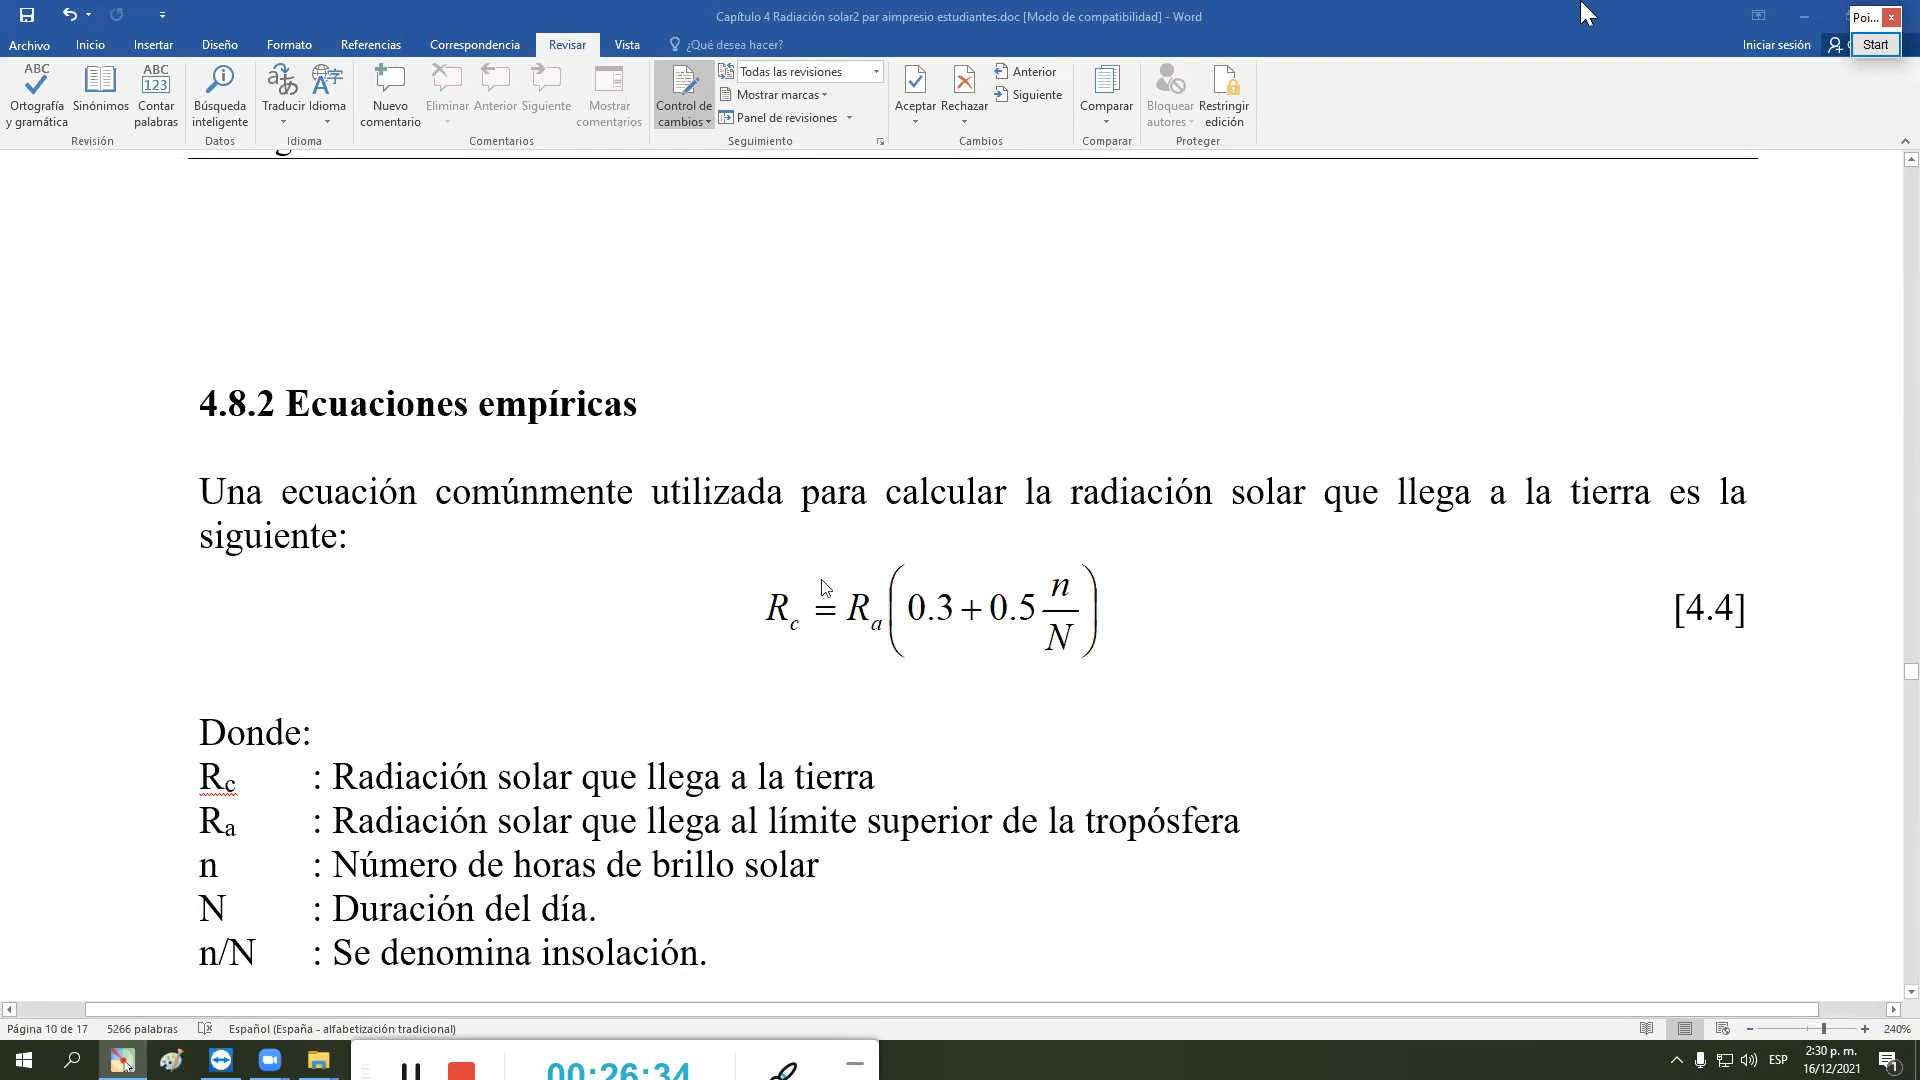 Capítulo 4 Radiación solar2 par aimpresio estudiantes.doc [Modo de compatibilidad] - Word
Poi... x
Archivo Inicio Insertar Diseño Formato Referencias Correspondencia Revisar Vista ¿Qué desea hacer? Iniciar sesión Start
ABC Ortografía y gramática
Sinónimos
ABC 123 Contar palabras
Búsqueda inteligente
Traducir
Idioma
Nuevo comentario
Eliminar
Anterior
Siguiente
Mostrar comentarios
Control de cambios
Todas las revisiones
Mostrar marcas
Panel de revisiones
Aceptar
Rechazar
Anterior
Siguiente
Comparar
Bloquear autores
Restringir edición
Revisión Datos Idioma Comentarios Seguimiento Cambios Comparar Proteger
4.8.2 Ecuaciones empíricas
Una ecuación comúnmente utilizada para calcular la radiación solar que llega a la tierra es la
siguiente:
R_c = R_a(0.3 + 0.5 n/N) [4.4]
Donde:
Rc : Radiación solar que llega a la tierra
Ra : Radiación solar que llega al límite superior de la tropósfera
n : Número de horas de brillo solar
N : Duración del día.
n/N : Se denomina insolación.
Página 10 de 17 5266 palabras Español (España - alfabetización tradicional) 240%
00:26:34
ESP
2:30 p. m.
16/12/2021
1